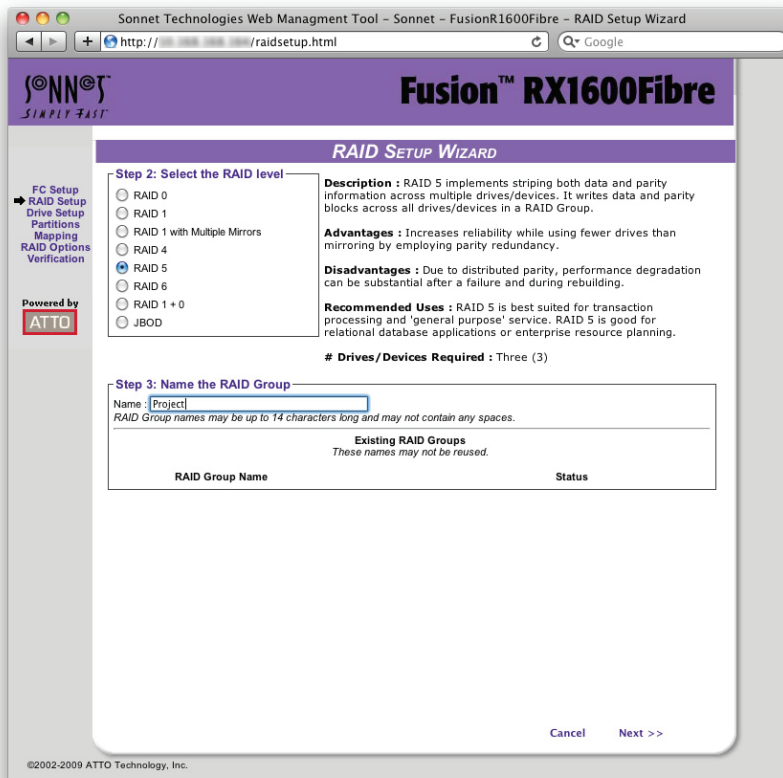 Sonnet Technologies Web Managment Tool – Sonnet – FusionR1600Fibre – RAID Setup Wizard
http:// /raidsetup.html
Google
SONNET™
SIMPLY FAST
Fusion™ RX1600Fibre
RAID SETUP WIZARD
FC Setup
RAID Setup
Drive Setup
Partitions
Mapping
RAID Options
Verification
Powered by
ATTO
Step 2: Select the RAID level
RAID 0
RAID 1
RAID 1 with Multiple Mirrors
RAID 4
RAID 5
RAID 6
RAID 1 + 0
JBOD
Description : RAID 5 implements striping both data and parity
information across multiple drives/devices. It writes data and parity
blocks across all drives/devices in a RAID Group.
Advantages : Increases reliability while using fewer drives than
mirroring by employing parity redundancy.
Disadvantages : Due to distributed parity, performance degradation
can be substantial after a failure and during rebuilding.
Recommended Uses : RAID 5 is best suited for transaction
processing and 'general purpose' service. RAID 5 is good for
relational database applications or enterprise resource planning.
# Drives/Devices Required : Three (3)
Step 3: Name the RAID Group
Name : Project
RAID Group names may be up to 14 characters long and may not contain any spaces.
Existing RAID Groups
These names may not be reused.
RAID Group Name Status
Cancel Next >>
©2002-2009 ATTO Technology, Inc.